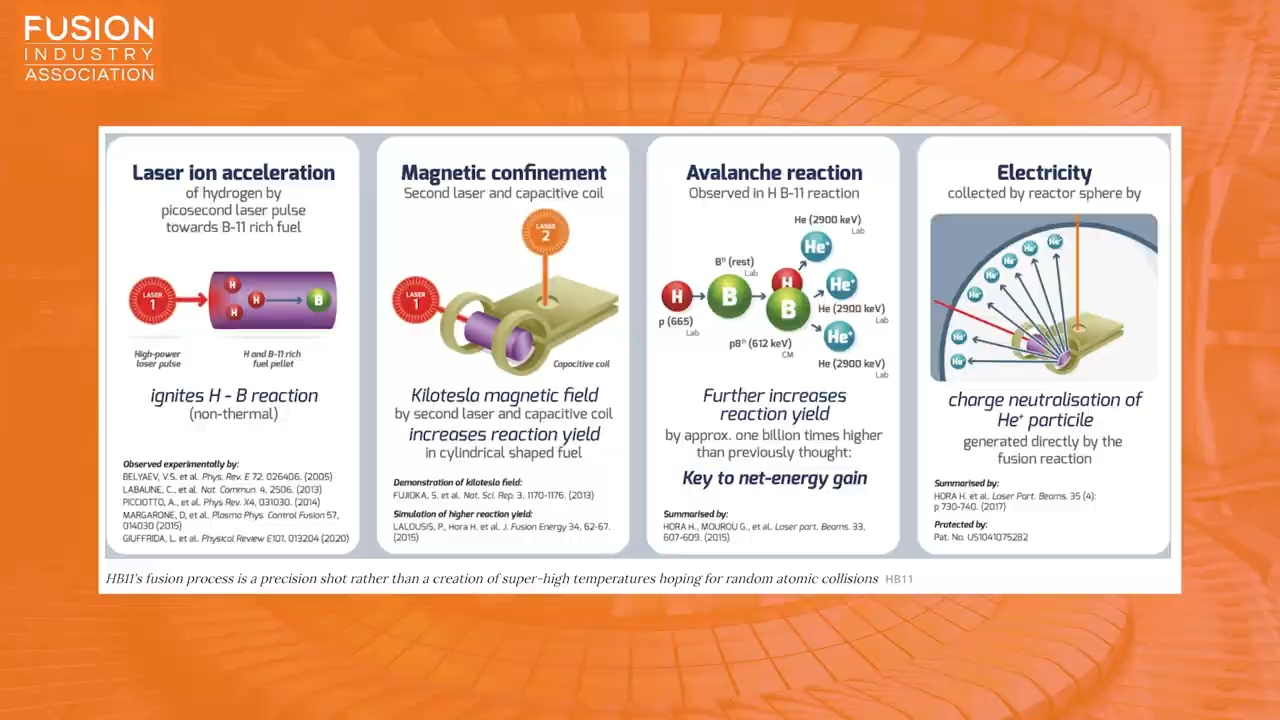 FUSION
INDUSTRY
ASSOCIATION
Laser ion acceleration
of hydrogen by
picosecond laser pulse
towards B-11 rich fuel
LASER
1
H
H
H
B
High-power
laser pulse
H and B-11 rich
fuel pellet
ignites H - B reaction
(non-thermal)
Observed experimentally by:
BELYAEV, V.S. et al. Phys. Rev. E 72, 026406. (2005)
LABAUNE, C., et al. Nat. Commun. 4, 2506. (2013)
PICCIOTTO, A., et al. Phys Rev. X4, 031030. (2014)
MARGARONE, D, et al. Plasma Phys. Control Fusion 57,
014030 (2015)
GIUFFRIDA, L. et al. Physical Review E101, 013204 (2020)
Magnetic confinement
Second laser and capacitive coil
LASER
2
LASER
1
Capacitive coil
Kilotesla magnetic field
by second laser and capacitive coil
increases reaction yield
in cylindrical shaped fuel
Demonstration of kilotesla field:
FUJIOKA, S. et al. Nat. Sci. Rep: 3, 1170-1176. (2013)
Simulation of higher reaction yield:
LALOUSIS, P., Hora H. et al. J. Fusion Energy 34, 62-67.
(2015)
Avalanche reaction
Observed in H B-11 reaction
He (2900 keV)
Lab
He⁺
B¹¹ (rest)
Lab
H
B
H
B
He⁺
He (2900 keV)
Lab
p (665)
Lab
He⁺
pB¹¹ (612 keV)
CM
He (2900 keV)
Lab
Further increases
reaction yield
by approx. one billion times higher
than previously thought:
Key to net-energy gain
Summarised by:
HORA H., MOUROU G., et al. Laser part. Beams. 33,
607-609. (2015)
Electricity
collected by reactor sphere by
He⁺
He⁺
He⁺
He⁺
He⁺
He⁺
He⁺
charge neutralisation of
He⁺ particile
generated directly by the
fusion reaction
Summarised by:
HORA H. et al. Laser Part. Beams. 35 (4):
p 730-740. (2017)
Protected by:
Pat. No. US10410752B2
HB11's fusion process is a precision shot rather than a creation of super-high temperatures hoping for random atomic collisions HB11